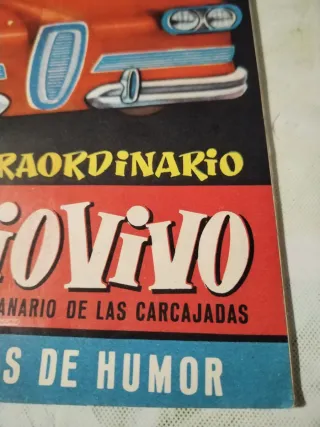 RAORDiNARiO
iOViVO
ANARIO DE LAS CARCAJADAS
S DE HUMOR